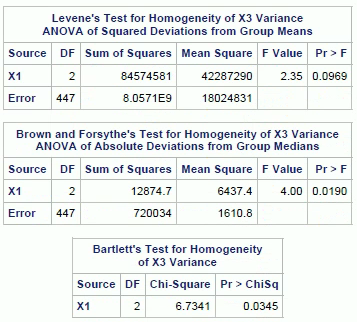 Levene's Test for Homogeneity of X3 Variance
ANOVA of Squared Deviations from Group Means
Source DF Sum of Squares Mean Square F Value Pr > F
X1 2 84574581 42287290 2.35 0.0969
Error 447 8.0571E9 18024831
Brown and Forsythe's Test for Homogeneity of X3 Variance
ANOVA of Absolute Deviations from Group Medians
Source DF Sum of Squares Mean Square F Value Pr > F
X1 2 12874.7 6437.4 4.00 0.0190
Error 447 720034 1610.8
Bartlett's Test for Homogeneity
of X3 Variance
Source DF Chi-Square Pr > ChiSq
X1 2 6.7341 0.0345